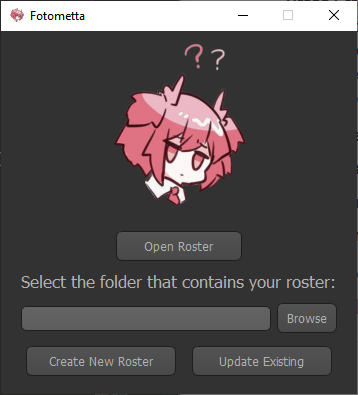 Fotometta
? ?
Open Roster
Select the folder that contains your roster:
Browse
Create New Roster
Update Existing